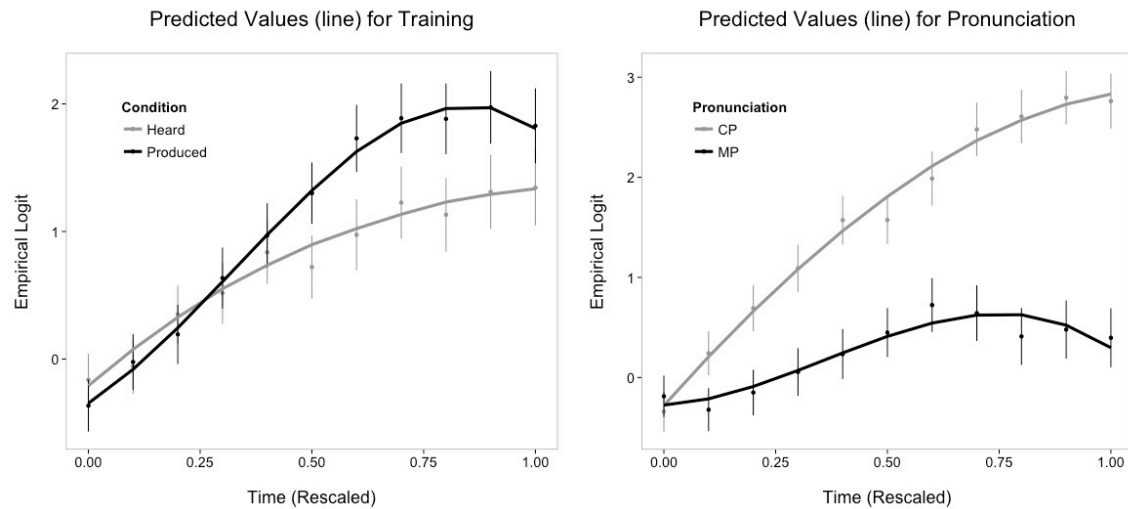 Predicted Values (line) for Training
Empirical Logit
2
1
0
Condition
Heard
Produced
0.00 0.25 0.50 0.75 1.00
Time (Rescaled)
Predicted Values (line) for Pronunciation
Empirical Logit
3
2
1
0
Pronunciation
CP
MP
0.00 0.25 0.50 0.75 1.00
Time (Rescaled)